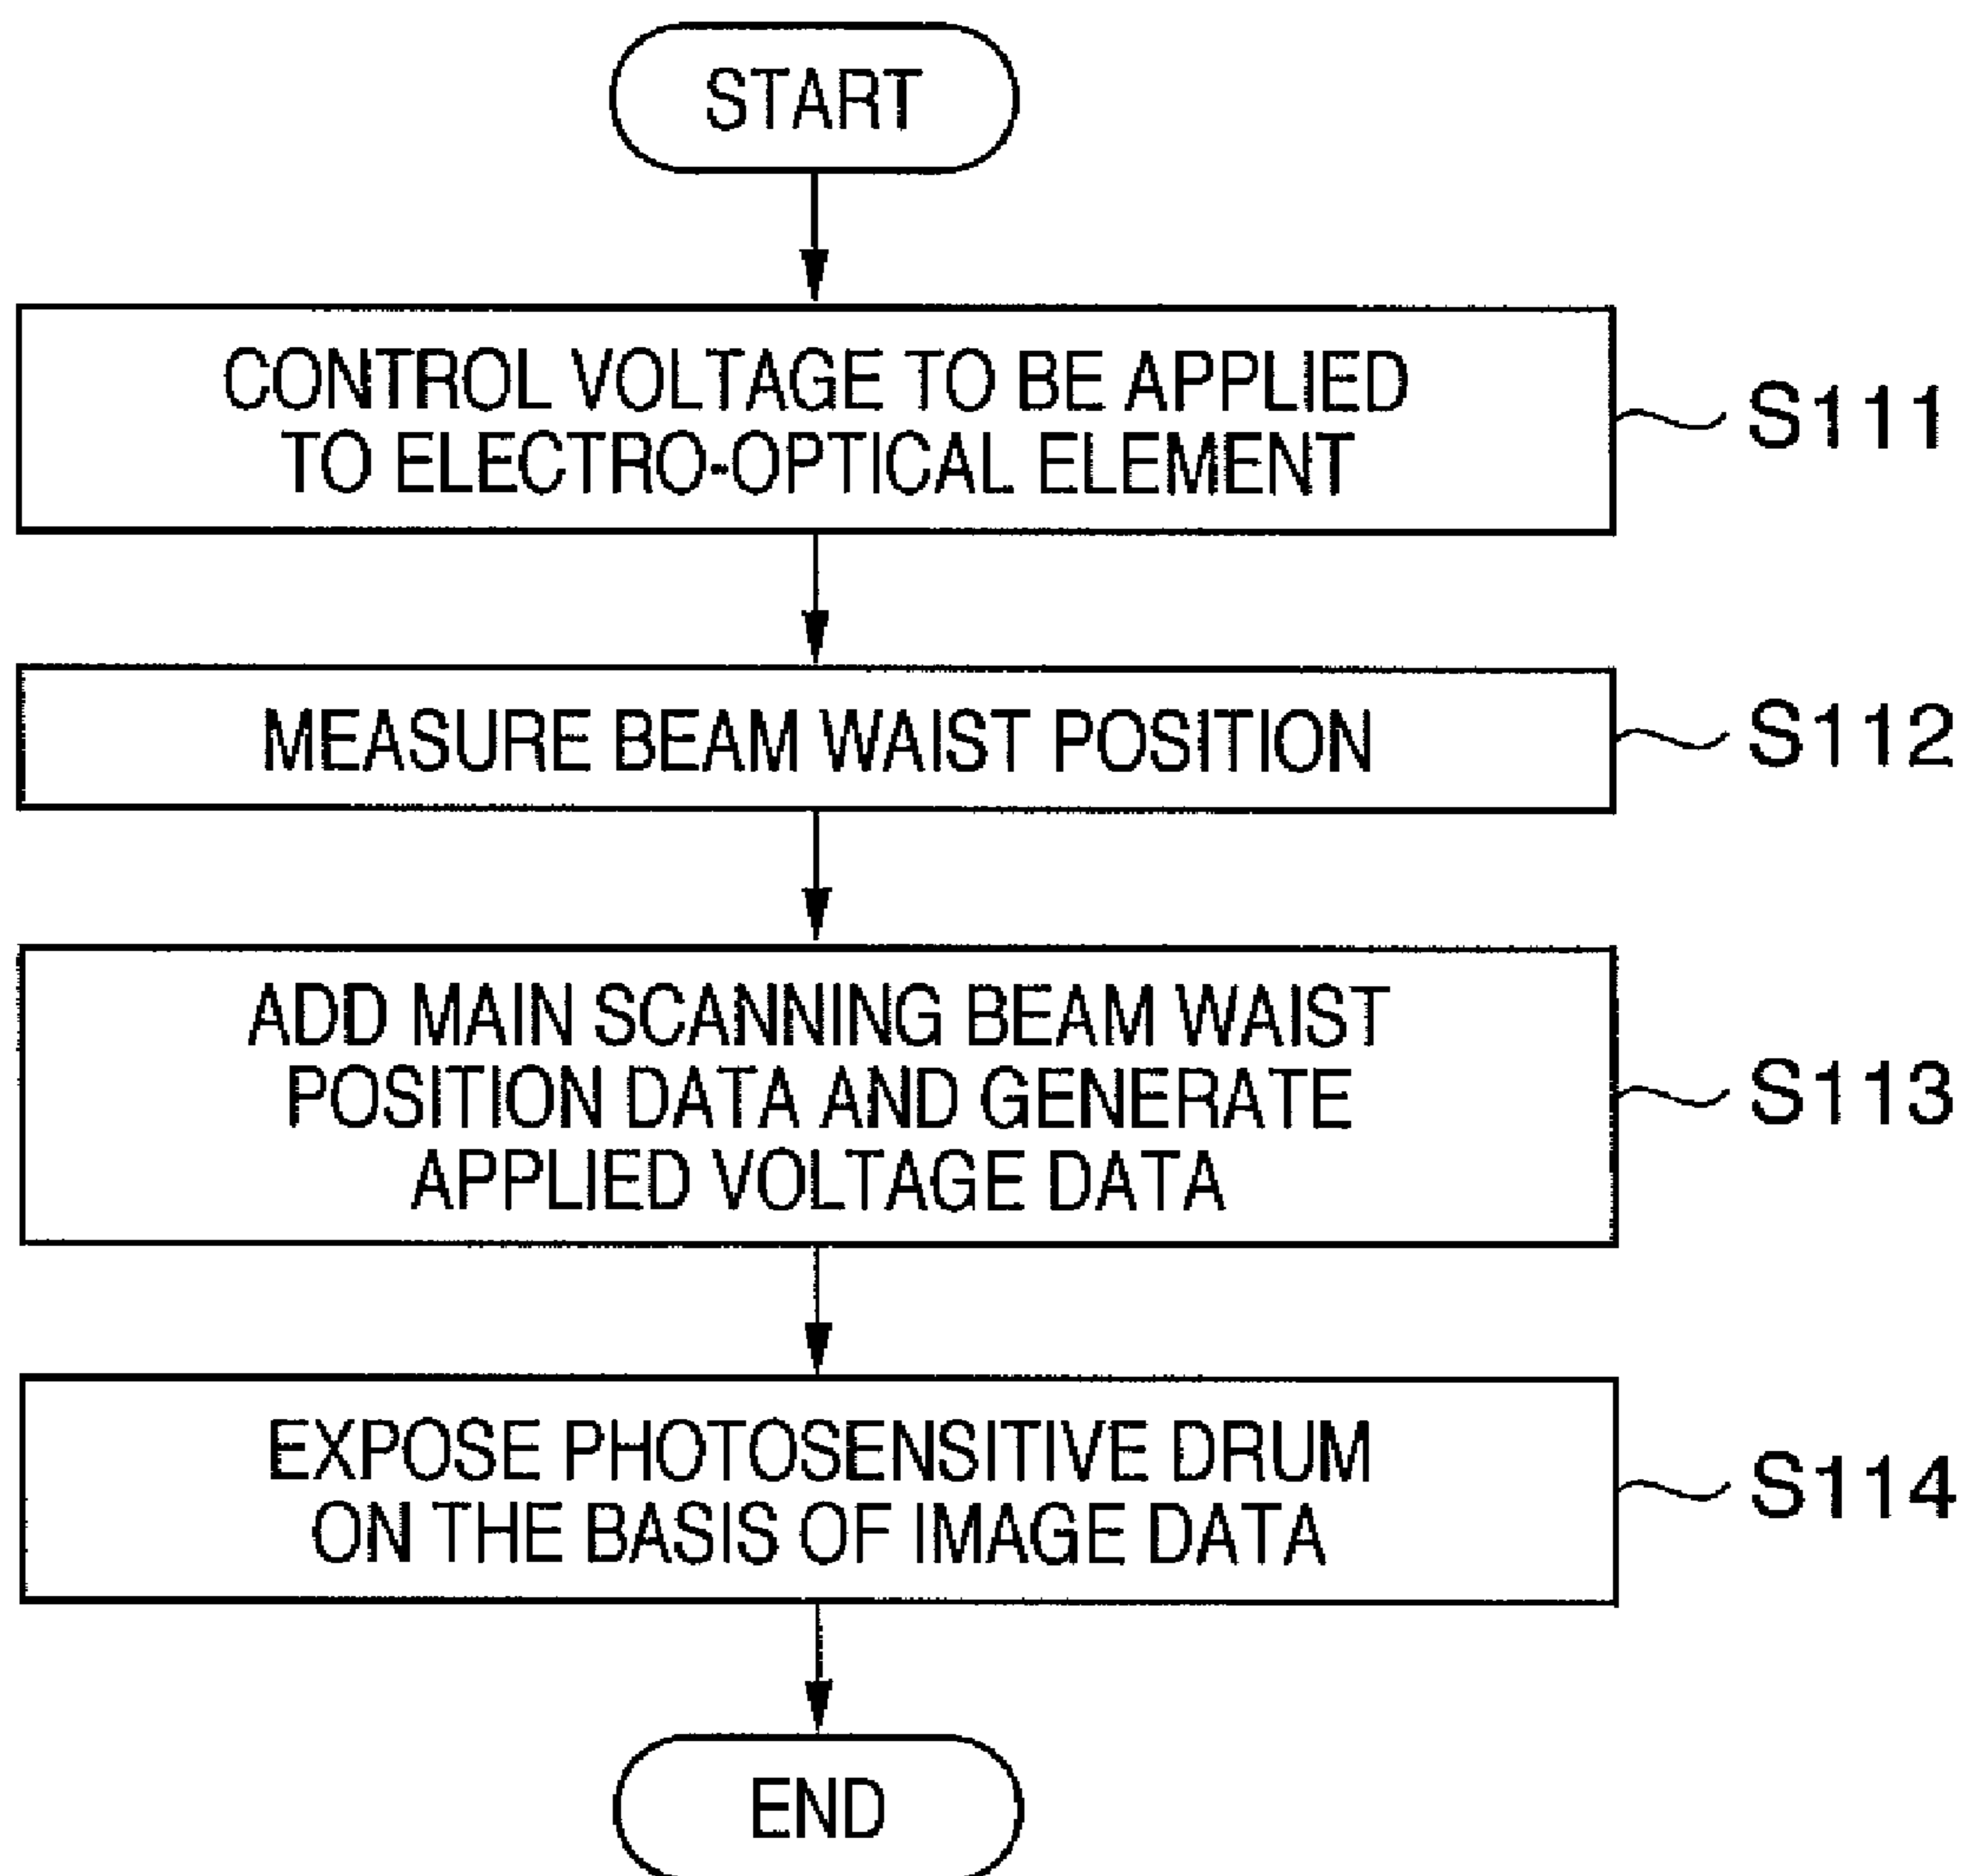 START
CONTROL VOLTAGE TO BE APPLIED
TO ELECTRO-OPTICAL ELEMENT
S111
MEASURE BEAM WAIST POSITION
S112
ADD MAIN SCANNING BEAM WAIST
POSITION DATA AND GENERATE
APPLIED VOLTAGE DATA
S113
EXPOSE PHOTOSENSITIVE DRUM
ON THE BASIS OF IMAGE DATA
S114
END